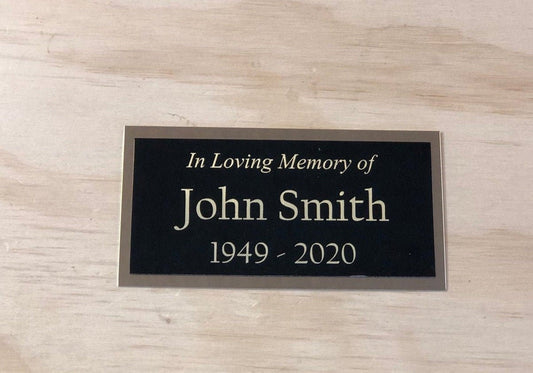 In Loving Memory of
John Smith
1949 - 2020